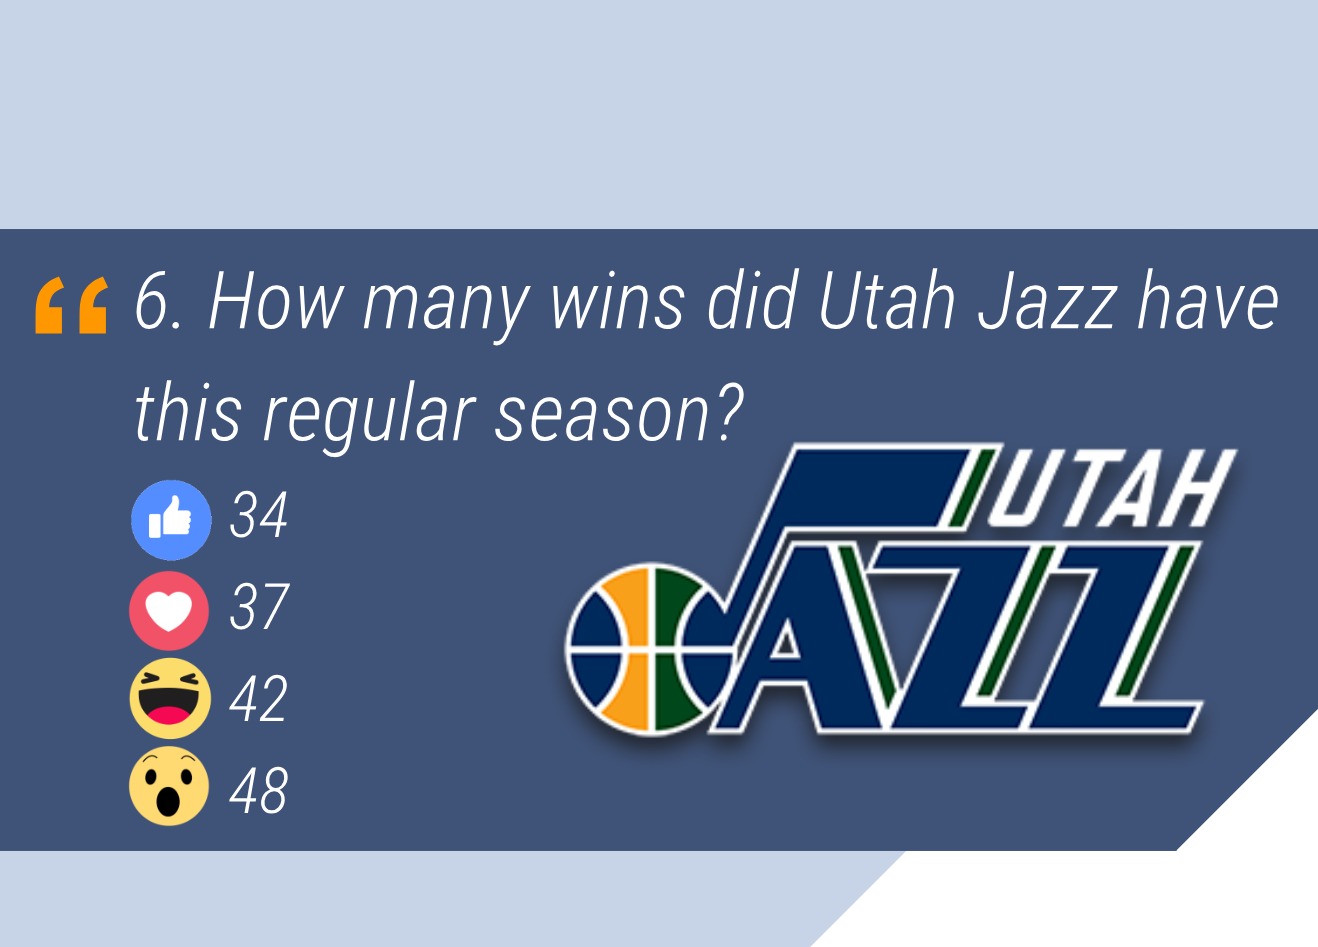 “ 6. How many wins did Utah Jazz have
this regular season?
34
37
42
48
UTAH
JAZZ